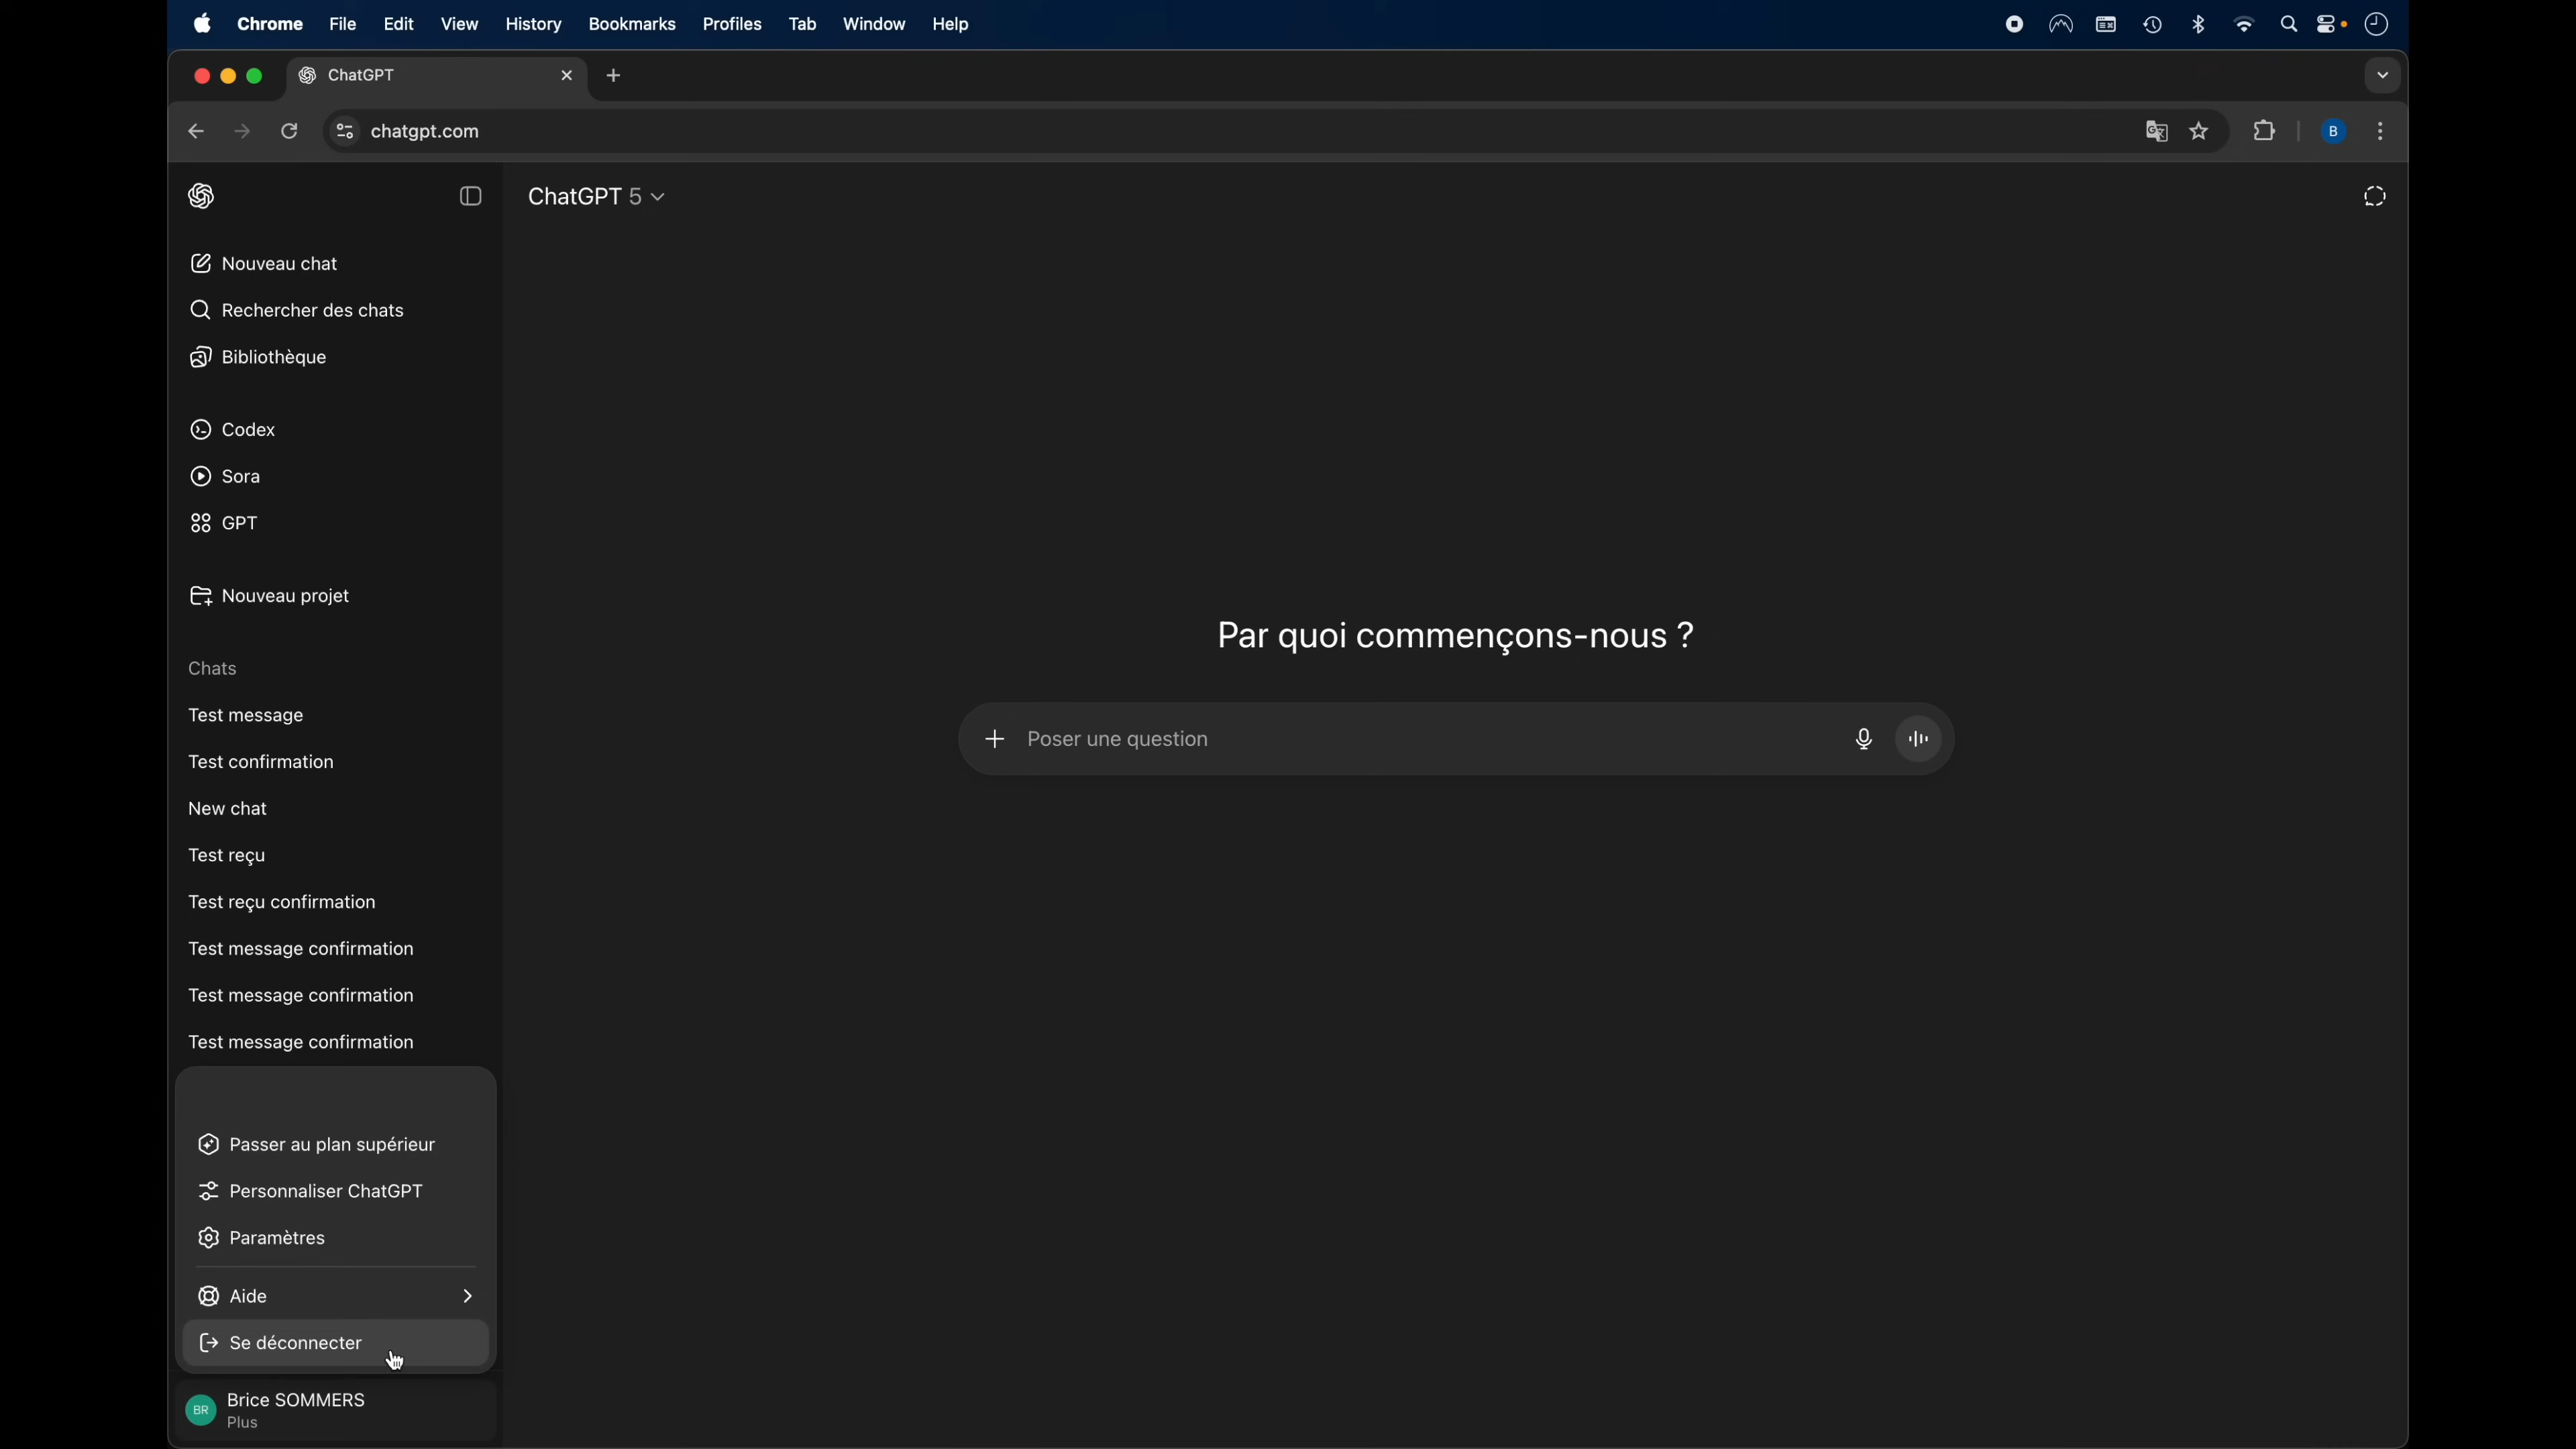 Chrome File Edit View History Bookmarks Profiles Tab Window Help
ChatGPT
chatgpt.com
B
ChatGPT 5
Nouveau chat
Rechercher des chats
Bibliothèque
Codex
Sora
GPT
Nouveau projet
Chats
Test message
Test confirmation
New chat
Test reçu
Test reçu confirmation
Test message confirmation
Test message confirmation
Test message confirmation
Par quoi commençons-nous ?
Poser une question
Passer au plan supérieur
Personnaliser ChatGPT
Paramètres
Aide
Se déconnecter
BR
Brice SOMMERS
Plus